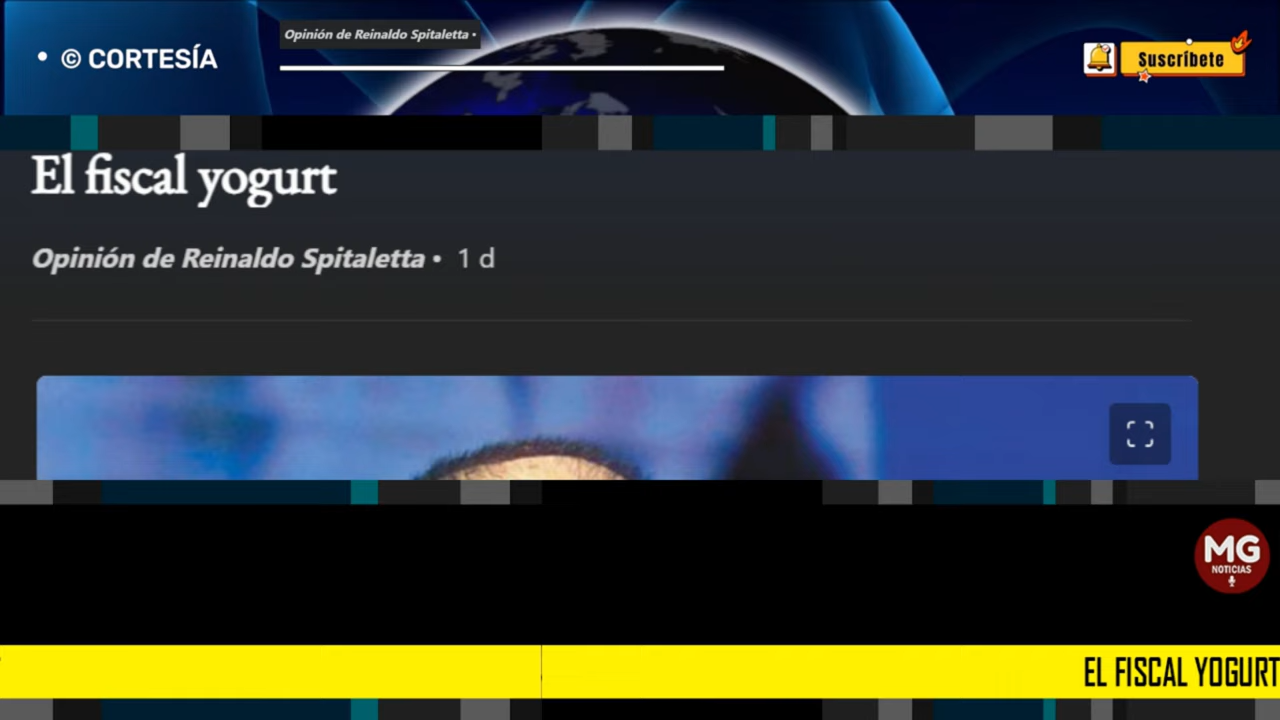 Opinión de Reinaldo Spitaletta •
• © CORTESÍA
Suscríbete
El fiscal yogurt
Opinión de Reinaldo Spitaletta • 1 d
MG
NOTICIAS
EL FISCAL YOGURT